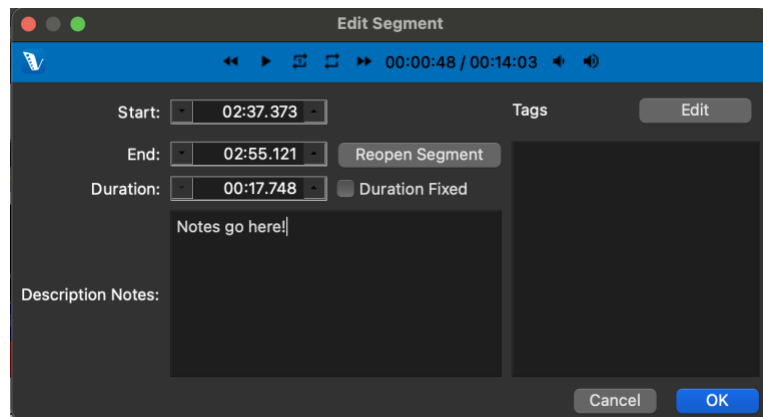 Edit Segment
00:00:48 / 00:14:03
Start: 02:37.373
Tags Edit
End: 02:55.121 Reopen Segment
Duration: 00:17.748 Duration Fixed
Notes go here!
Description Notes:
Cancel OK